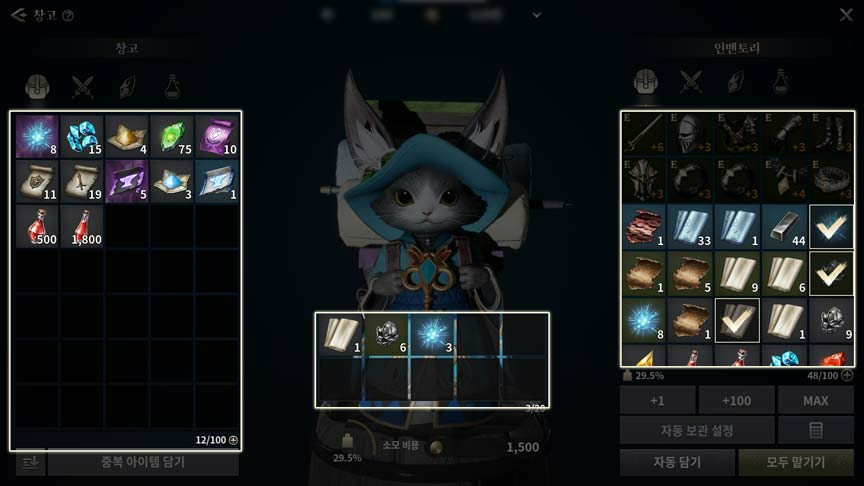 창고
창고
인벤토리
8 15 4 75 10
11 19 5 3 1
500 1,800
12/100
중복 아이템 담기
E E E E E
+6 +3 +3 +3 +3
+3 +3 +3 +4 +3
1 33 1 44
1 5 9 6
8 1 1 9
29.5% 48/100
+1 +100 MAX
자동 보관 설정
자동 담기 모두 맡기기
1 6 3
3/20
29.5%
소모 비용 1,500